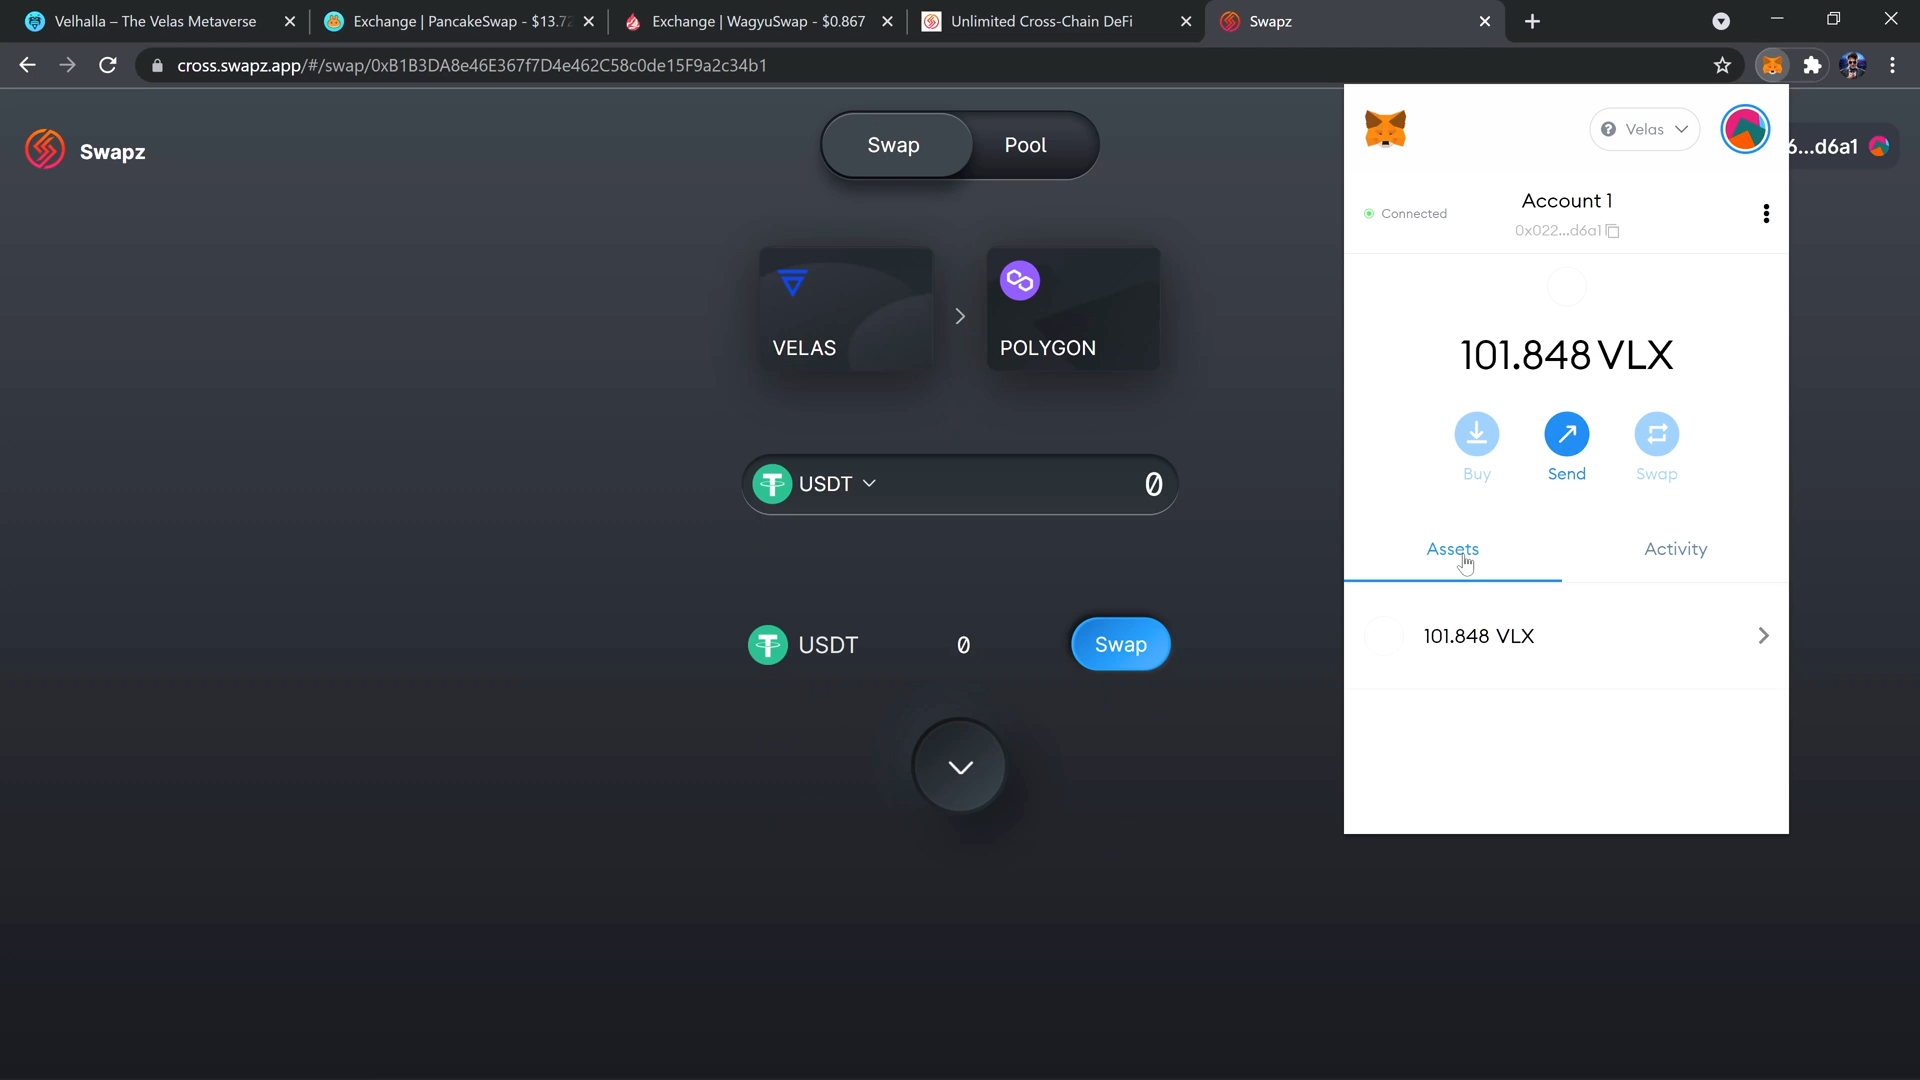 Velhalla – The Velas Metaverse
Exchange | PancakeSwap - $13.72
Exchange | WagyuSwap - $0.867
Unlimited Cross-Chain DeFi
Swapz
cross.swapz.app/#/swap/0xB1B3DA8e46E367f7D4e462C58c0de15F9a2c34b1
Swapz
Swap
Pool
Velas
6...d6a1
Connected
Account 1
0x022...d6a1
VELAS
POLYGON
101.848 VLX
Buy
Send
Swap
USDT
0
Assets
Activity
USDT
0
Swap
101.848 VLX